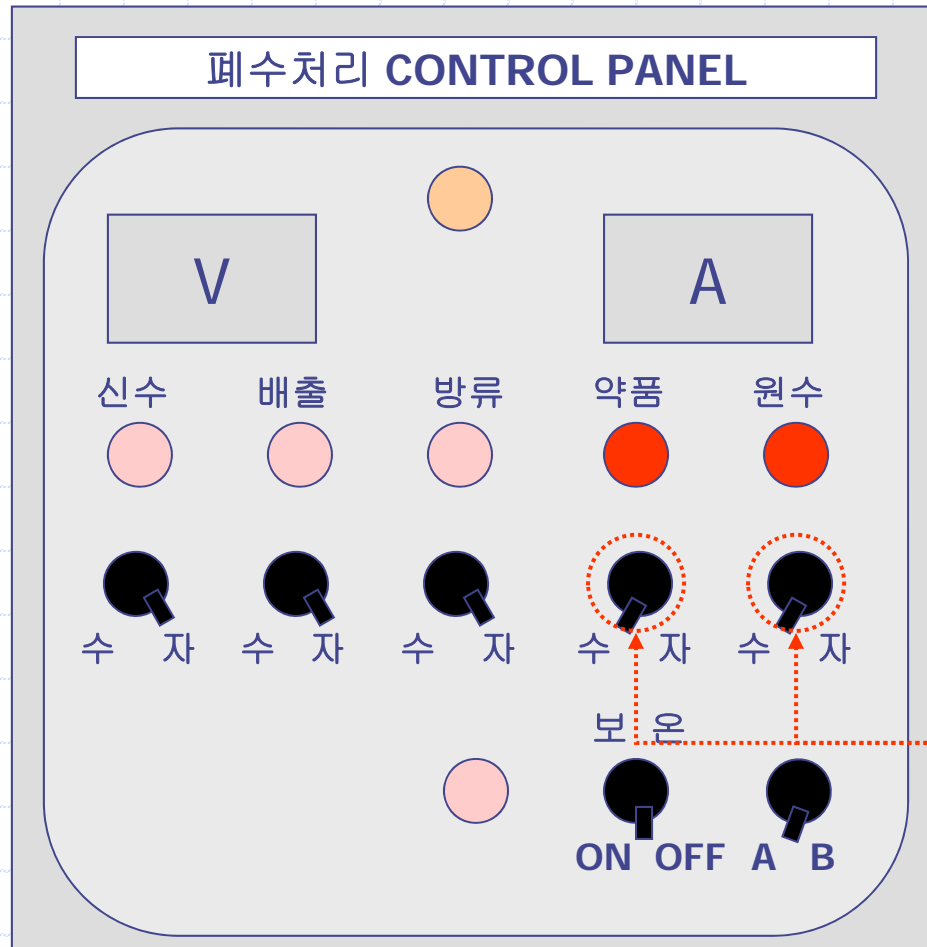 폐수처리 CONTROL PANEL
V A
신수 배출 방류 약품 원수
수 자 수 자 수 자 수 자 수 자
보 온
ON OFF A B